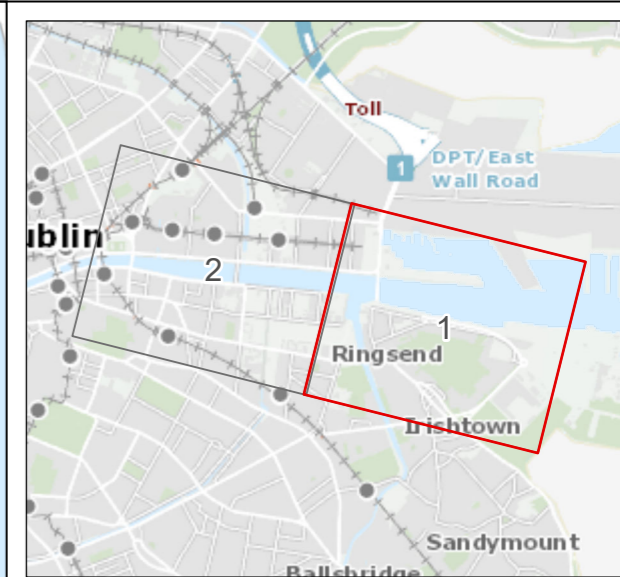 Toll
1
DPT/East
Wall Road
ublin
2
1
Ringsend
Irishtown
Sandymount
Ballsbridge